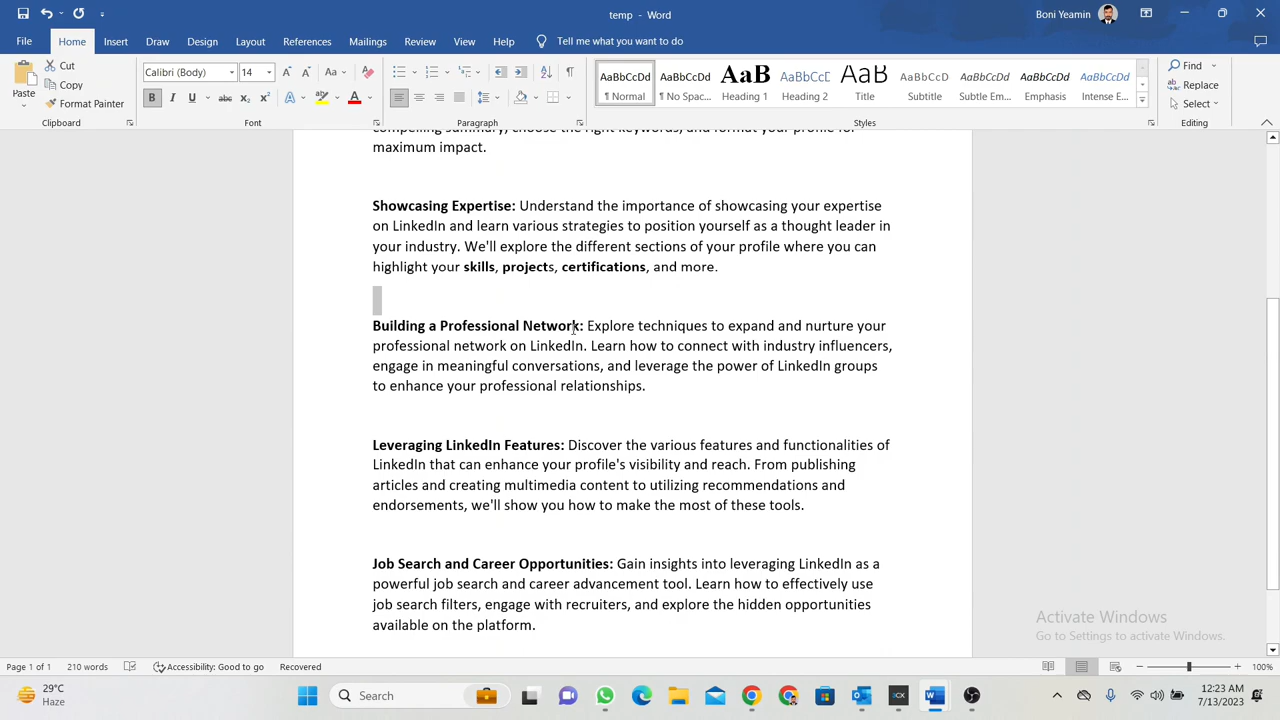 temp - Word
Boni Yeamin
File Home Insert Draw Design Layout References Mailings Review View Help Tell me what you want to do
Paste
Cut
Copy
Format Painter
Clipboard
Calibri (Body) 14
Font
Paragraph
AaBbCcDd ¶ Normal
AaBbCcDd ¶ No Spac...
AaBb Heading 1
AaBbCcE Heading 2
AaB Title
AaBbCcDd Subtitle
AaBbCcDd Subtle Em...
AaBbCcDd Emphasis
AaBbCcDd Intense E...
Styles
Find
Replace
Select
Editing
compelling summary, choose the right keywords, and format your profile for
maximum impact.
Showcasing Expertise: Understand the importance of showcasing your expertise
on LinkedIn and learn various strategies to position yourself as a thought leader in
your industry. We'll explore the different sections of your profile where you can
highlight your skills, projects, certifications, and more.
Building a Professional Network: Explore techniques to expand and nurture your
professional network on LinkedIn. Learn how to connect with industry influencers,
engage in meaningful conversations, and leverage the power of LinkedIn groups
to enhance your professional relationships.
Leveraging LinkedIn Features: Discover the various features and functionalities of
LinkedIn that can enhance your profile's visibility and reach. From publishing
articles and creating multimedia content to utilizing recommendations and
endorsements, we'll show you how to make the most of these tools.
Job Search and Career Opportunities: Gain insights into leveraging LinkedIn as a
powerful job search and career advancement tool. Learn how to effectively use
job search filters, engage with recruiters, and explore the hidden opportunities
available on the platform.
Activate Windows
Go to Settings to activate Windows.
Page 1 of 1 210 words Accessibility: Good to go Recovered 100%
29°C
Haze
Search
12:23 AM
7/13/2023